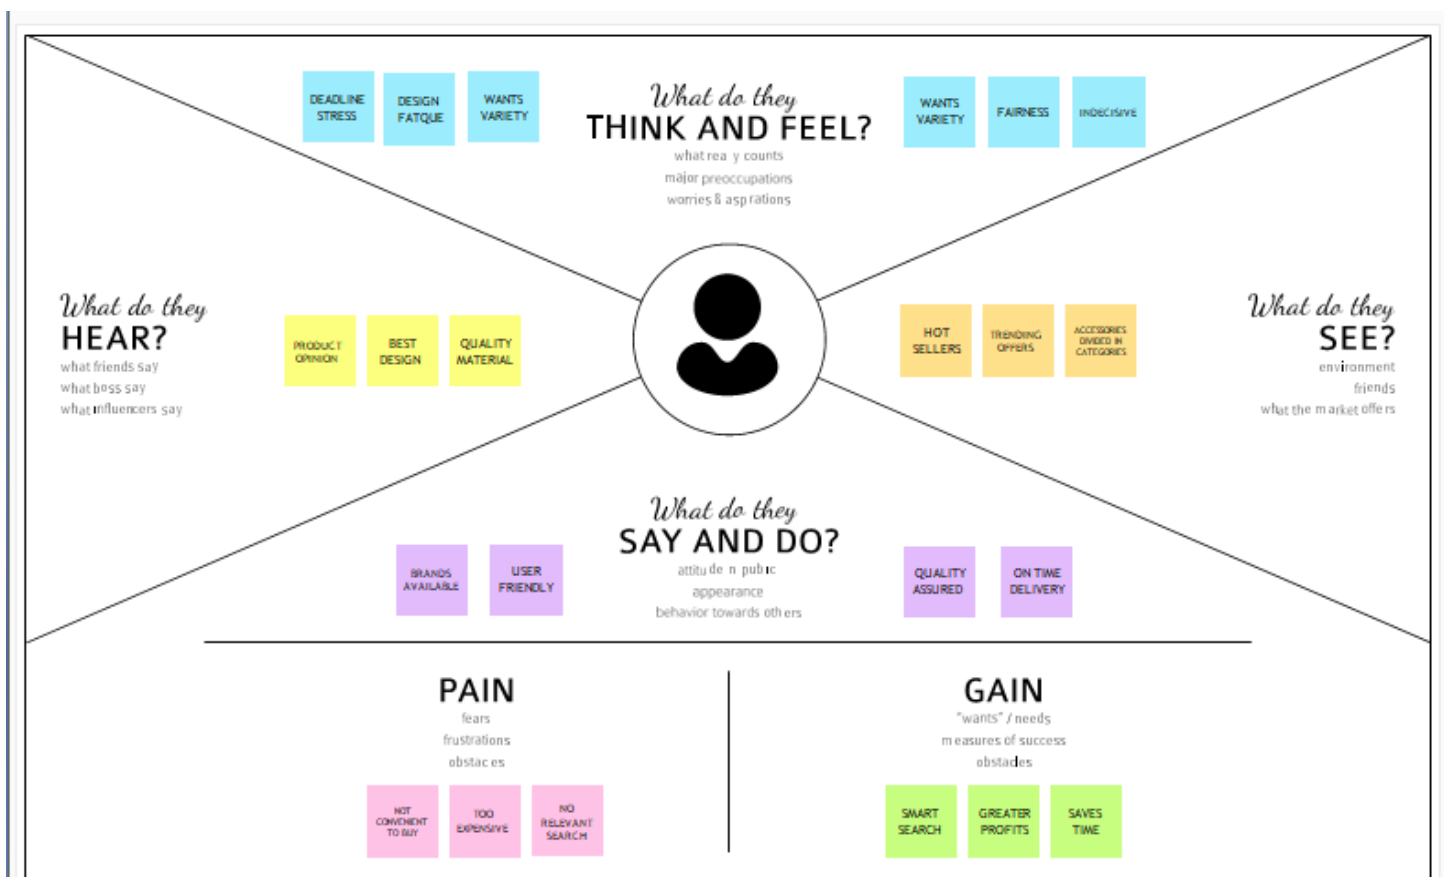 DEADLINE
STRESS
DESIGN
FATQUE
WANTS
VARIETY
What do they
THINK AND FEEL?
what rea y counts
major preoccupations
worries & asp rations
WANTS
VARIETY
FAIRNESS
INDECISIVE
What do they
HEAR?
what friends say
what boss say
what influencers say
PRODUCT
OPINION
BEST
DESIGN
QUALITY
MATERIAL
HOT
SELLERS
TRENDING
OFFERS
ACCESSORIES
DIVIDED IN
CATEGORIES
What do they
SEE?
environment
friends
what the market offers
What do they
SAY AND DO?
attitude n pub ic
appearance
behavior towards others
BRANDS
AVAILABLE
USER
FRIENDLY
QUALITY
ASSURED
ON TIME
DELIVERY
PAIN
fears
frustrations
obstac es
NOT
CONVENIENT
TO BUY
TOO
EXPENSIVE
NO
RELEVANT
SEARCH
GAIN
"wants" / needs
measures of success
obstacles
SMART
SEARCH
GREATER
PROFITS
SAVES
TIME